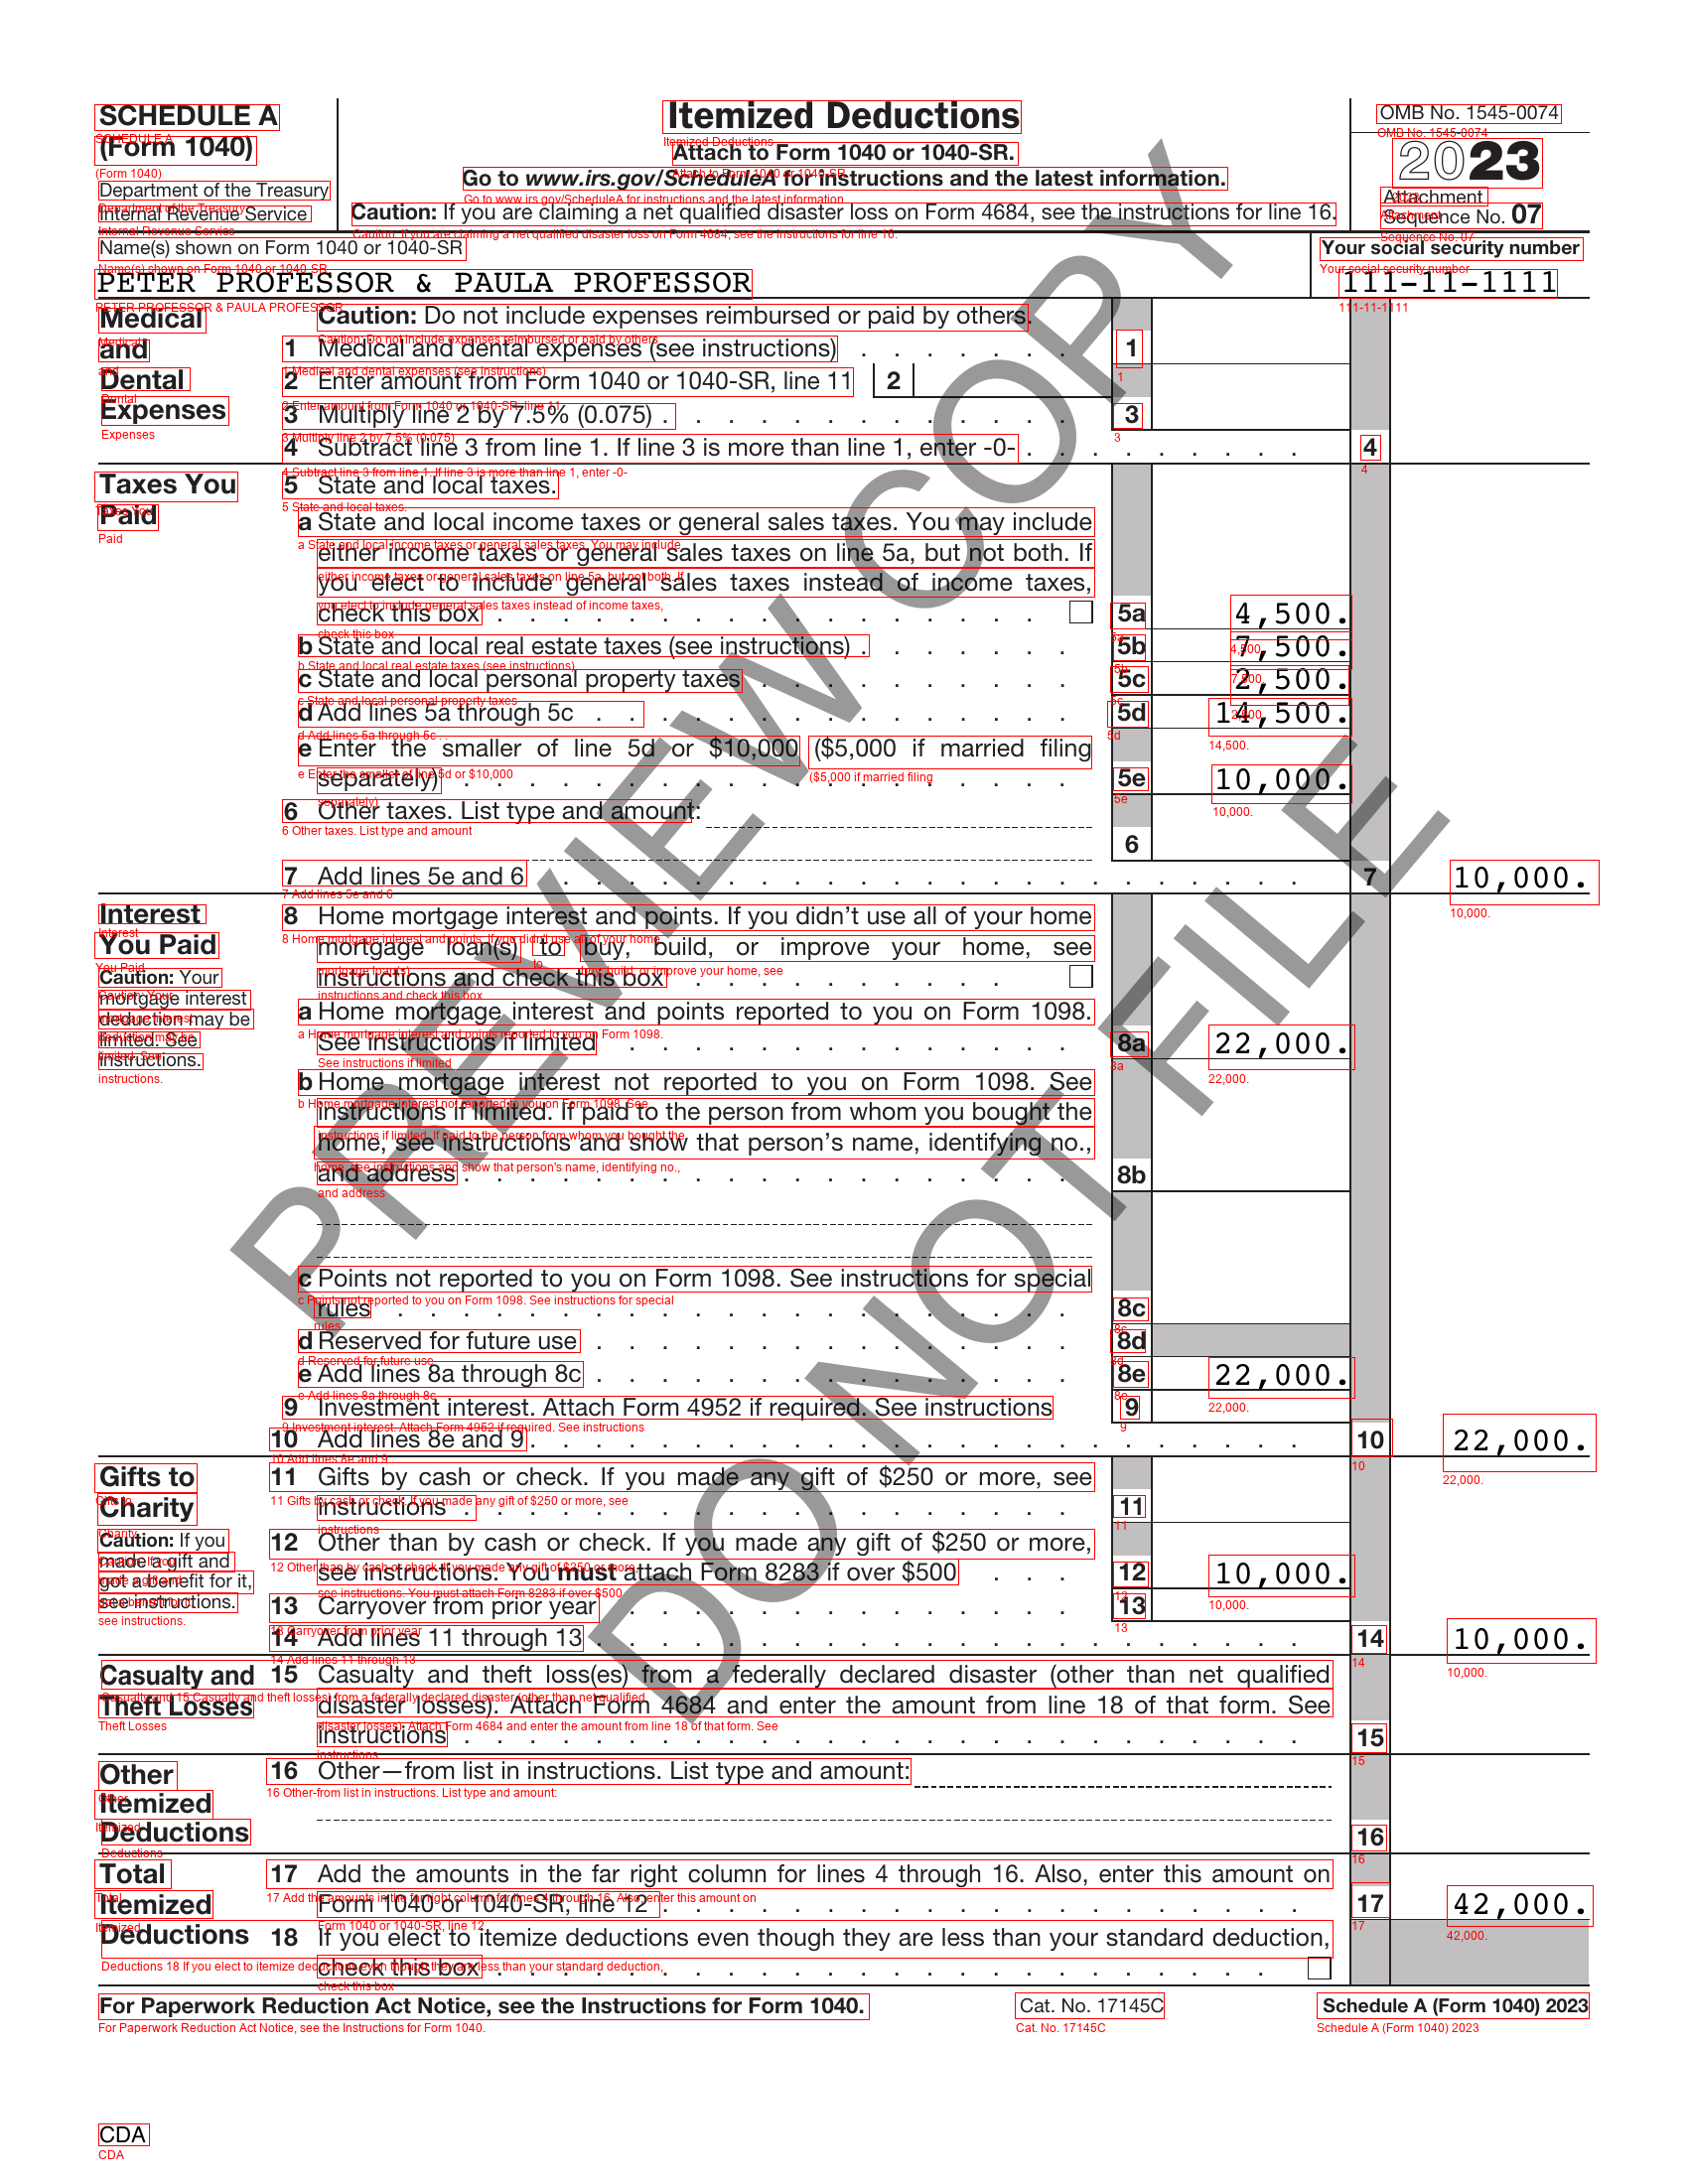 SCHEDULE A
(Form 1040)
Department of the Treasury
Internal Revenue Service
Itemized Deductions
Attach to Form 1040 or 1040-SR.
Go to www.irs.gov/ScheduleA for instructions and the latest information.
Caution: If you are claiming a net qualified disaster loss on Form 4684, see the instructions for line 16.
OMB No. 1545-0074
2023
Attachment
Sequence No. 07
Name(s) shown on Form 1040 or 1040-SR
PETER PROFESSOR & PAULA PROFESSOR
Your social security number
111-11-1111
Medical
and
Dental
Expenses
Caution: Do not include expenses reimbursed or paid by others.
1 Medical and dental expenses (see instructions) . . . . . . . 1
2 Enter amount from Form 1040 or 1040-SR, line 11 2
3 Multiply line 2 by 7.5% (0.075) . . . . . . . . . . . . . 3
4 Subtract line 3 from line 1. If line 3 is more than line 1, enter -0- . . . . . . . . . 4
Taxes You
Paid
5 State and local taxes.
a State and local income taxes or general sales taxes. You may include
either income taxes or general sales taxes on line 5a, but not both. If
you elect to include general sales taxes instead of income taxes,
check this box . . . . . . . . . . . . . . . . . 5a 4,500.
b State and local real estate taxes (see instructions) . . . . . . . 5b 7,500.
c State and local personal property taxes . . . . . . . . . . 5c 2,500.
d Add lines 5a through 5c . . . . . . . . . . . . . . . 5d 14,500.
e Enter the smaller of line 5d or $10,000 ($5,000 if married filing
separately) . . . . . . . . . . . . . . . . . . . 5e 10,000.
6 Other taxes. List type and amount:
6
7 Add lines 5e and 6 . . . . . . . . . . . . . . . . . . . . . . . 7 10,000.
Interest
You Paid
Caution: Your
mortgage interest
deduction may be
limited. See
instructions.
8 Home mortgage interest and points. If you didn’t use all of your home
mortgage loan(s) to buy, build, or improve your home, see
instructions and check this box . . . . . . . . . .
a Home mortgage interest and points reported to you on Form 1098.
See instructions if limited . . . . . . . . . . . . . . 8a 22,000.
b Home mortgage interest not reported to you on Form 1098. See
instructions if limited. If paid to the person from whom you bought the
home, see instructions and show that person’s name, identifying no.,
and address . . . . . . . . . . . . . . . . . . . 8b
c Points not reported to you on Form 1098. See instructions for special
rules . . . . . . . . . . . . . . . . . . . . . 8c
d Reserved for future use . . . . . . . . . . . . . . . 8d
e Add lines 8a through 8c . . . . . . . . . . . . . . . 8e 22,000.
9 Investment interest. Attach Form 4952 if required. See instructions 9
10 Add lines 8e and 9 . . . . . . . . . . . . . . . . . . . . . . . . 10 22,000.
Gifts to
Charity
Caution: If you
made a gift and
got a benefit for it,
see instructions.
11 Gifts by cash or check. If you made any gift of $250 or more, see
instructions . . . . . . . . . . . . . . . . . . . 11
12 Other than by cash or check. If you made any gift of $250 or more,
see instructions. You must attach Form 8283 if over $500 . . . 12 10,000.
13 Carryover from prior year . . . . . . . . . . . . . . 13
14 Add lines 11 through 13 . . . . . . . . . . . . . . . . . . . . . . 14 10,000.
Casualty and
Theft Losses
15 Casualty and theft loss(es) from a federally declared disaster (other than net qualified
disaster losses). Attach Form 4684 and enter the amount from line 18 of that form. See
instructions . . . . . . . . . . . . . . . . . . . . . . . . . . 15
Other
Itemized
Deductions
16 Other—from list in instructions. List type and amount:
16
Total
Itemized
Deductions
17 Add the amounts in the far right column for lines 4 through 16. Also, enter this amount on
Form 1040 or 1040-SR, line 12 . . . . . . . . . . . . . . . . . . . . 17 42,000.
18 If you elect to itemize deductions even though they are less than your standard deduction,
check this box . . . . . . . . . . . . . . . . . . . . . . . .
For Paperwork Reduction Act Notice, see the Instructions for Form 1040.
Cat. No. 17145C
Schedule A (Form 1040) 2023
CDA
PREVIEW COPY
DO NOT FILE